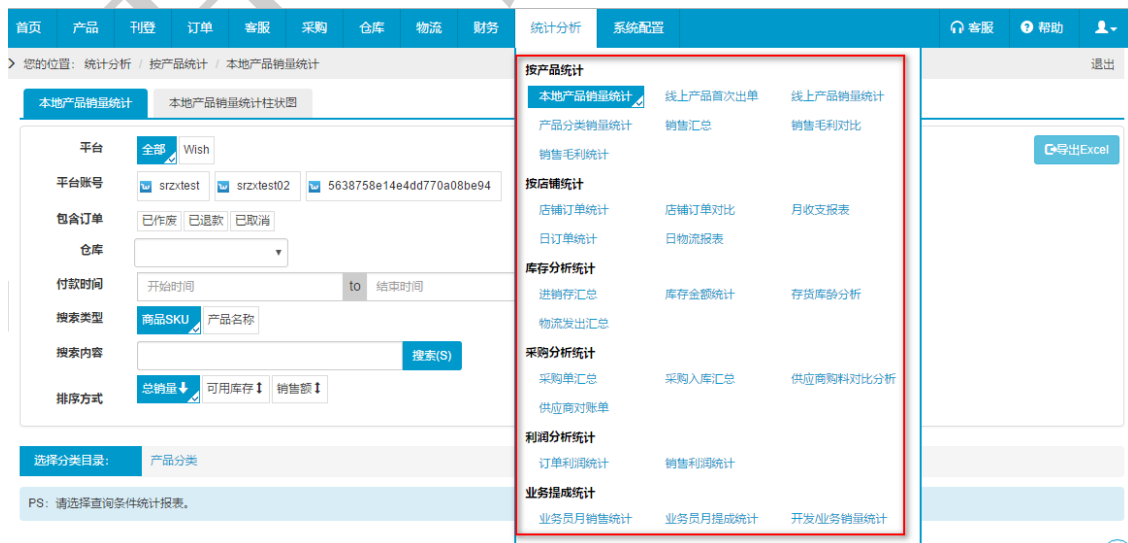 首页 产品 刊登 订单 客服 采购 仓库 物流 财务 统计分析 系统配置 客服 帮助
您的位置: 统计分析 / 按产品统计 / 本地产品销量统计
退出
本地产品销量统计 本地产品销量统计柱状图
平台 全部 Wish
导出Excel
平台账号 srzxtest srzxtest02 5638758e14e4dd770a08be94
包含订单 已作废 已退款 已取消
仓库
付款时间 开始时间 to 结束时间
搜索类型 商品SKU 产品名称
搜索内容 搜索(S)
排序方式 总销量 可用库存 销售额
选择分类目录: 产品分类
PS: 请选择查询条件统计报表。
按产品统计
本地产品销量统计 线上产品首次出单 线上产品销量统计
产品分类销量统计 销售汇总 销售毛利对比
销售毛利统计
按店铺统计
店铺订单统计 店铺订单对比 月收支报表
日订单统计 日物流报表
库存分析统计
进销存汇总 库存金额统计 存货库龄分析
物流发出汇总
采购分析统计
采购单汇总 采购入库汇总 供应商购料对比分析
供应商对账单
利润分析统计
订单利润统计 销售利润统计
业务提成统计
业务员月销售统计 业务员月提成统计 开发/业务销量统计